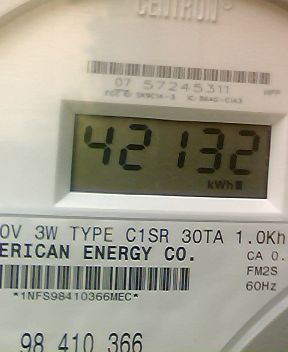 CENTRON®
07 57245311
42132
kWh
0V 3W TYPE C1SR 30TA 1.0Kh
ERICAN ENERGY CO.
CA 0.
FM2S
60Hz
*1NFS98410366MEC*
98 410 366